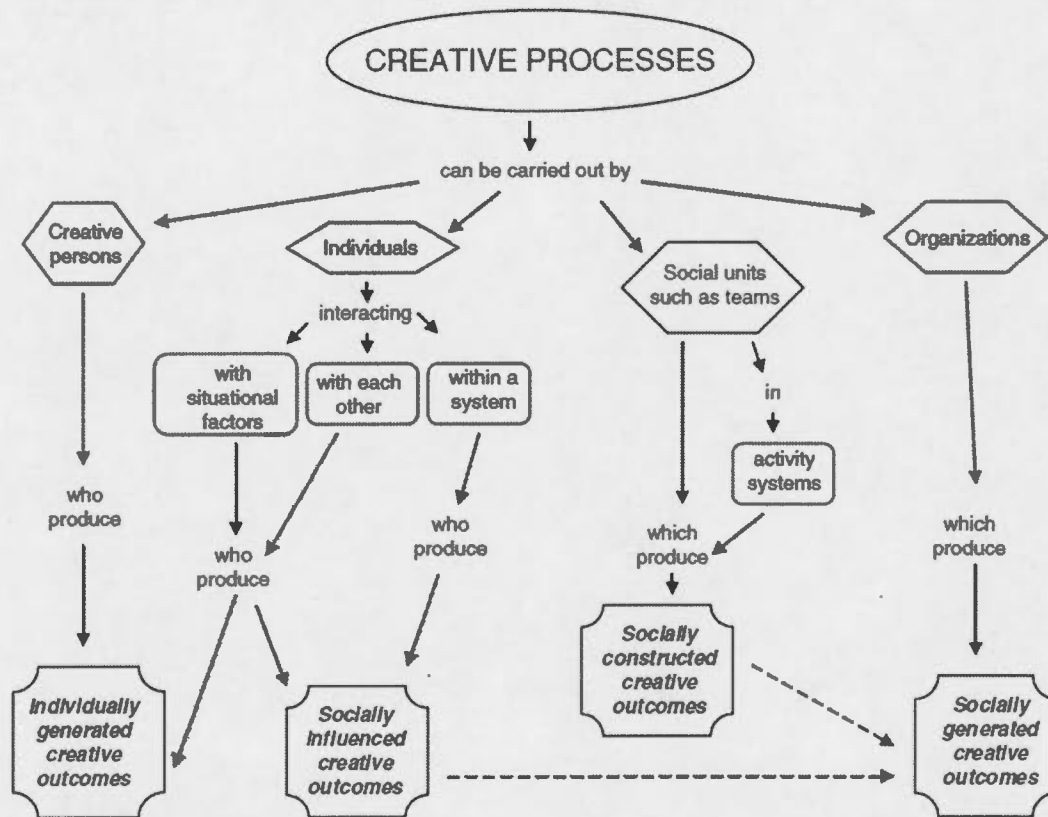 CREATIVE PROCESSES
can be carried out by
Creative
persons
Individuals
Social units
such as teams
Organizations
interacting
with
situational
factors
with each
other
within a
system
in
activity
systems
who
produce
who
produce
who
produce
which
produce
which
produce
Individually
generated
creative
outcomes
Socially
influenced
creative
outcomes
Socially
constructed
creative
outcomes
Socially
generated
creative
outcomes